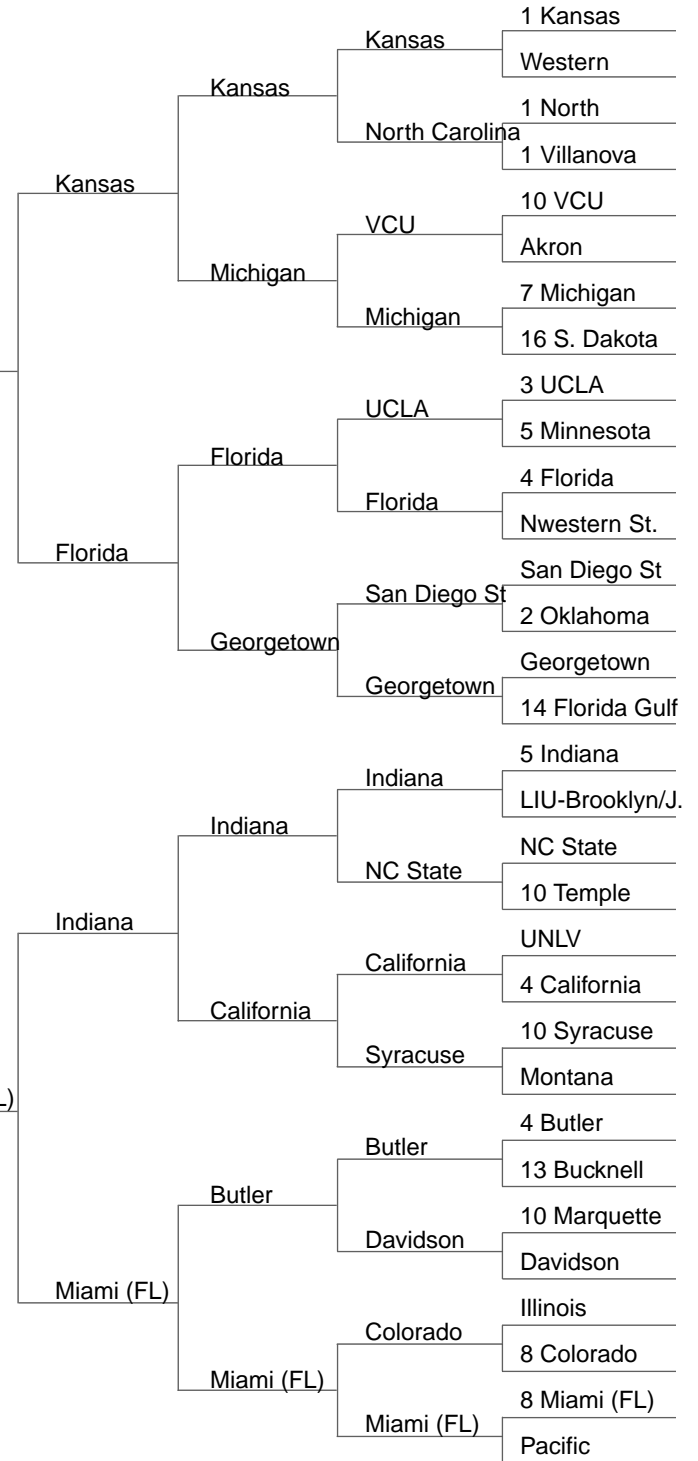 1 Kansas
Kansas
Western
Kansas
1 North
North Carolina
1 Villanova
Kansas
10 VCU
VCU
Akron
Michigan
7 Michigan
Michigan
16 S. Dakota
3 UCLA
UCLA
5 Minnesota
Florida
4 Florida
Florida
Nwestern St.
Florida
San Diego St
San Diego St
2 Oklahoma
Georgetown
Georgetown
Georgetown
14 Florida Gulf
5 Indiana
Indiana
LIU-Brooklyn/J.
Indiana
NC State
NC State
10 Temple
Indiana
UNLV
California
4 California
California
10 Syracuse
Syracuse
Montana
L)
4 Butler
Butler
13 Bucknell
Butler
10 Marquette
Davidson
Davidson
Miami (FL)
Illinois
Colorado
8 Colorado
Miami (FL)
8 Miami (FL)
Miami (FL)
Pacific